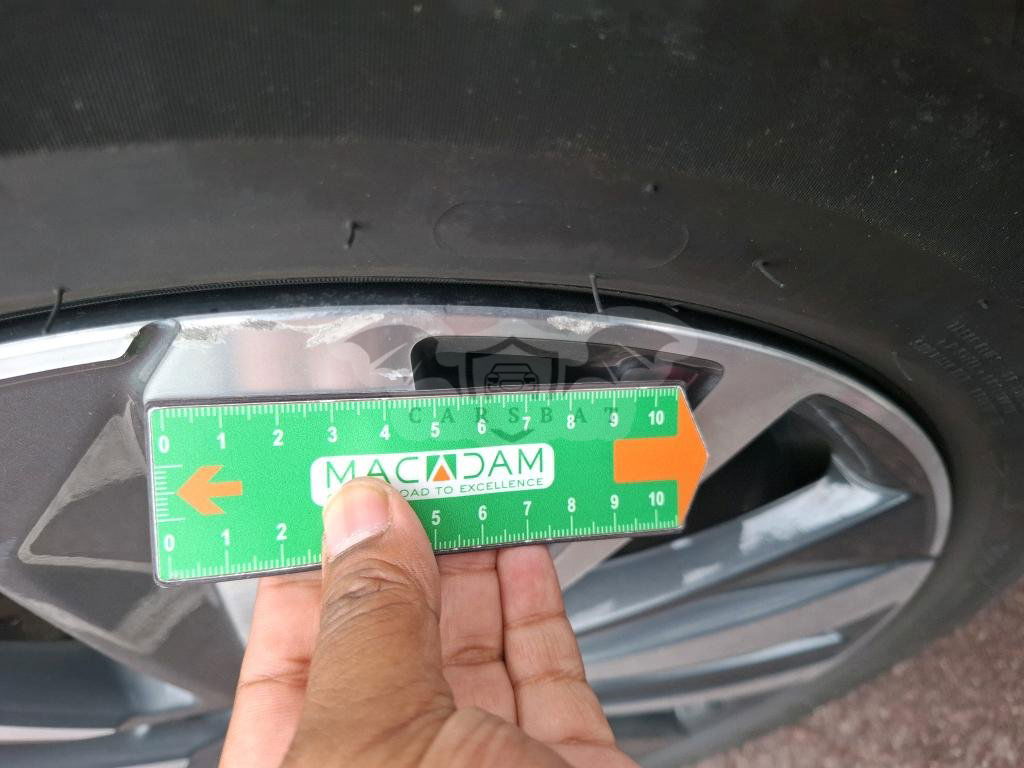 CARSBAT
0 1 2 3 4 5 6 7 8 9 10
MACADAM
OAD TO EXCELLENCE
0 1 2 5 6 7 8 9 10